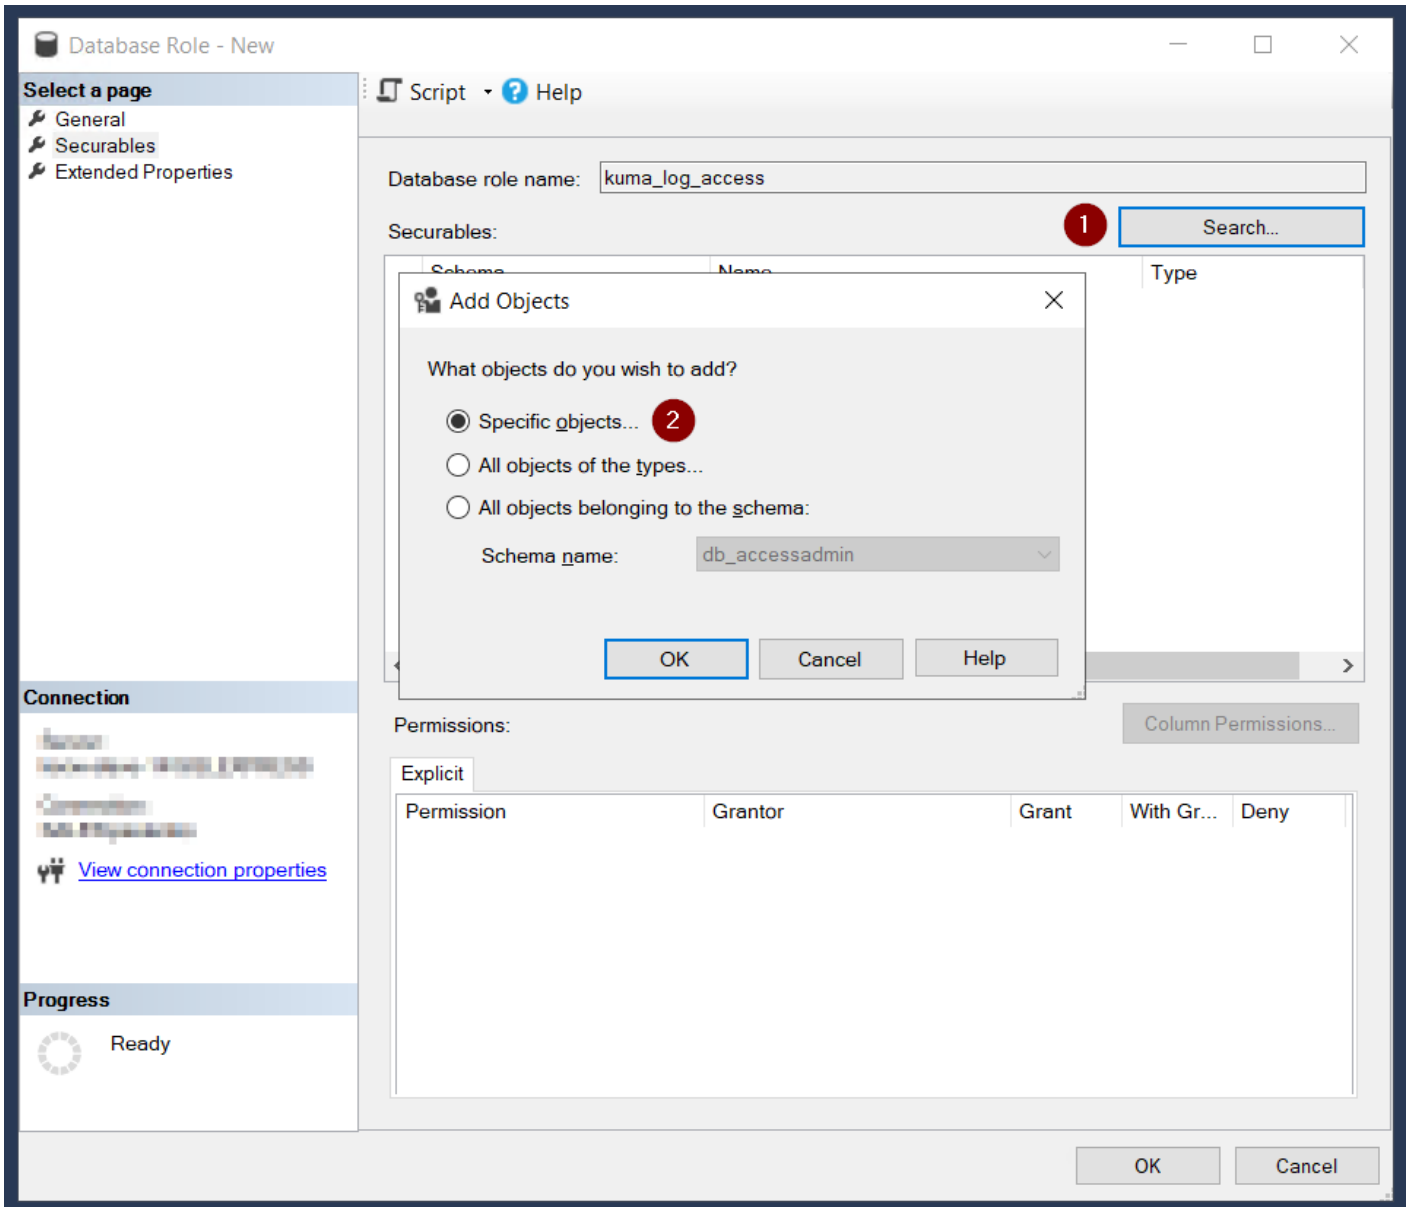 Database Role - New
Select a page
General
Securables
Extended Properties
Script Help
Database role name: kuma_log_access
1 Search...
Securables:
Schema Name Type
Add Objects
What objects do you wish to add?
Specific objects... 2
All objects of the types...
All objects belonging to the schema:
Schema name: db_accessadmin
OK Cancel Help
Connection
View connection properties
Progress
Ready
Permissions: Column Permissions...
Explicit
Permission Grantor Grant With Gr... Deny
OK Cancel